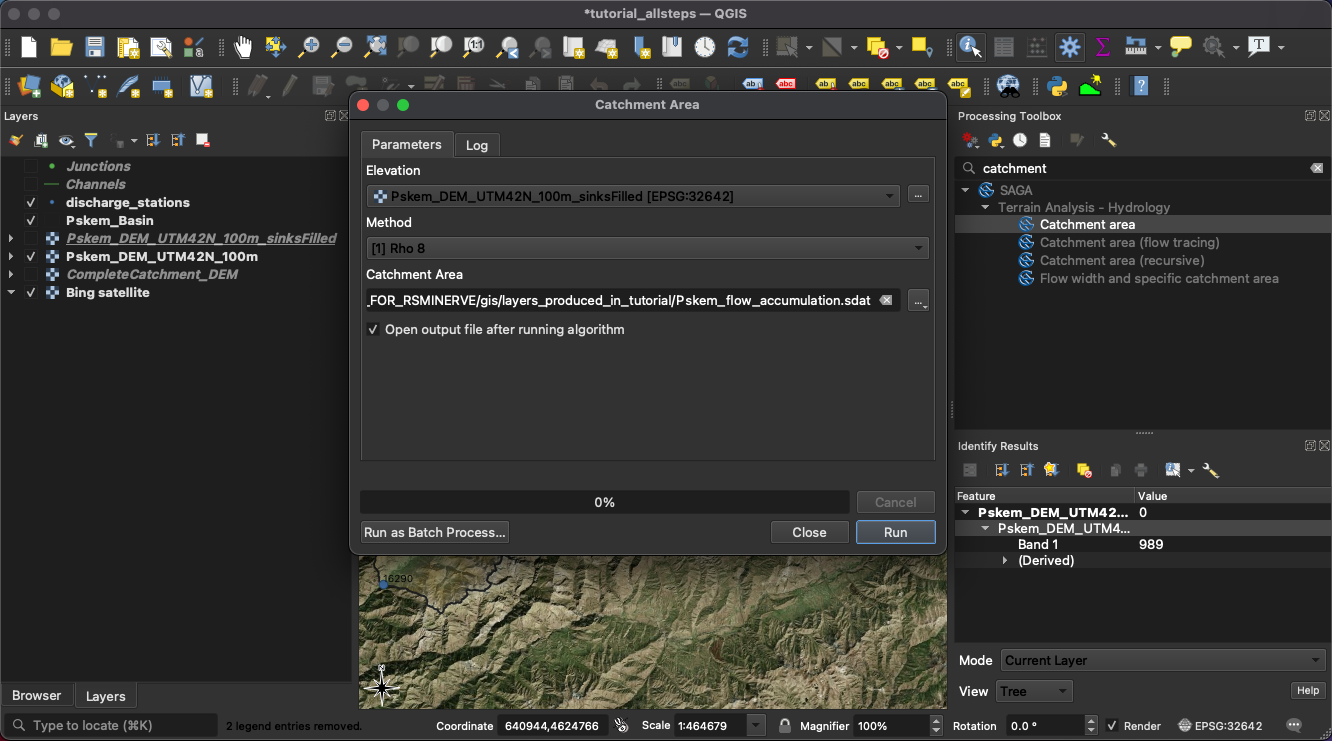 *tutorial_allsteps — QGIS
Layers
Junctions
Channels
discharge_stations
Pskem_Basin
Pskem_DEM_UTM42N_100m_sinksFilled
Pskem_DEM_UTM42N_100m
CompleteCatchment_DEM
Bing satellite
Browser
Layers
Catchment Area
Parameters
Log
Elevation
Pskem_DEM_UTM42N_100m_sinksFilled [EPSG:32642]
...
Method
[1] Rho 8
Catchment Area
_FOR_RSMINERVE/gis/layers_produced_in_tutorial/Pskem_flow_accumulation.sdat
...
Open output file after running algorithm
0%
Cancel
Run as Batch Process...
Close
Run
16290
Processing Toolbox
catchment
SAGA
Terrain Analysis - Hydrology
Catchment area
Catchment area (flow tracing)
Catchment area (recursive)
Flow width and specific catchment area
Identify Results
Feature Value
Pskem_DEM_UTM42... 0
Pskem_DEM_UTM4...
Band 1 989
(Derived)
Mode Current Layer
View Tree Help
Type to locate (⌘K) 2 legend entries removed. Coordinate 640944,4624766 Scale 1:464679 Magnifier 100% Rotation 0.0 ° Render EPSG:32642